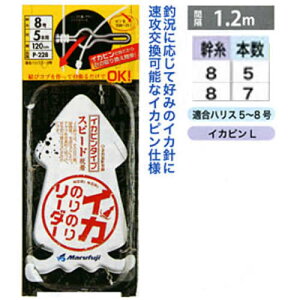 8号
5本用
120cm
P-228
OK!
イカピンタイプ
スピード枝巻
イカ
のりのり
リーダー
Marufuji
釣況に応じて好みのイカ針に
速攻交換可能なイカピン仕様
間隔 1.2m
幹糸 本数
8 5
8 7
適合ハリス 5~8号
イカピン L